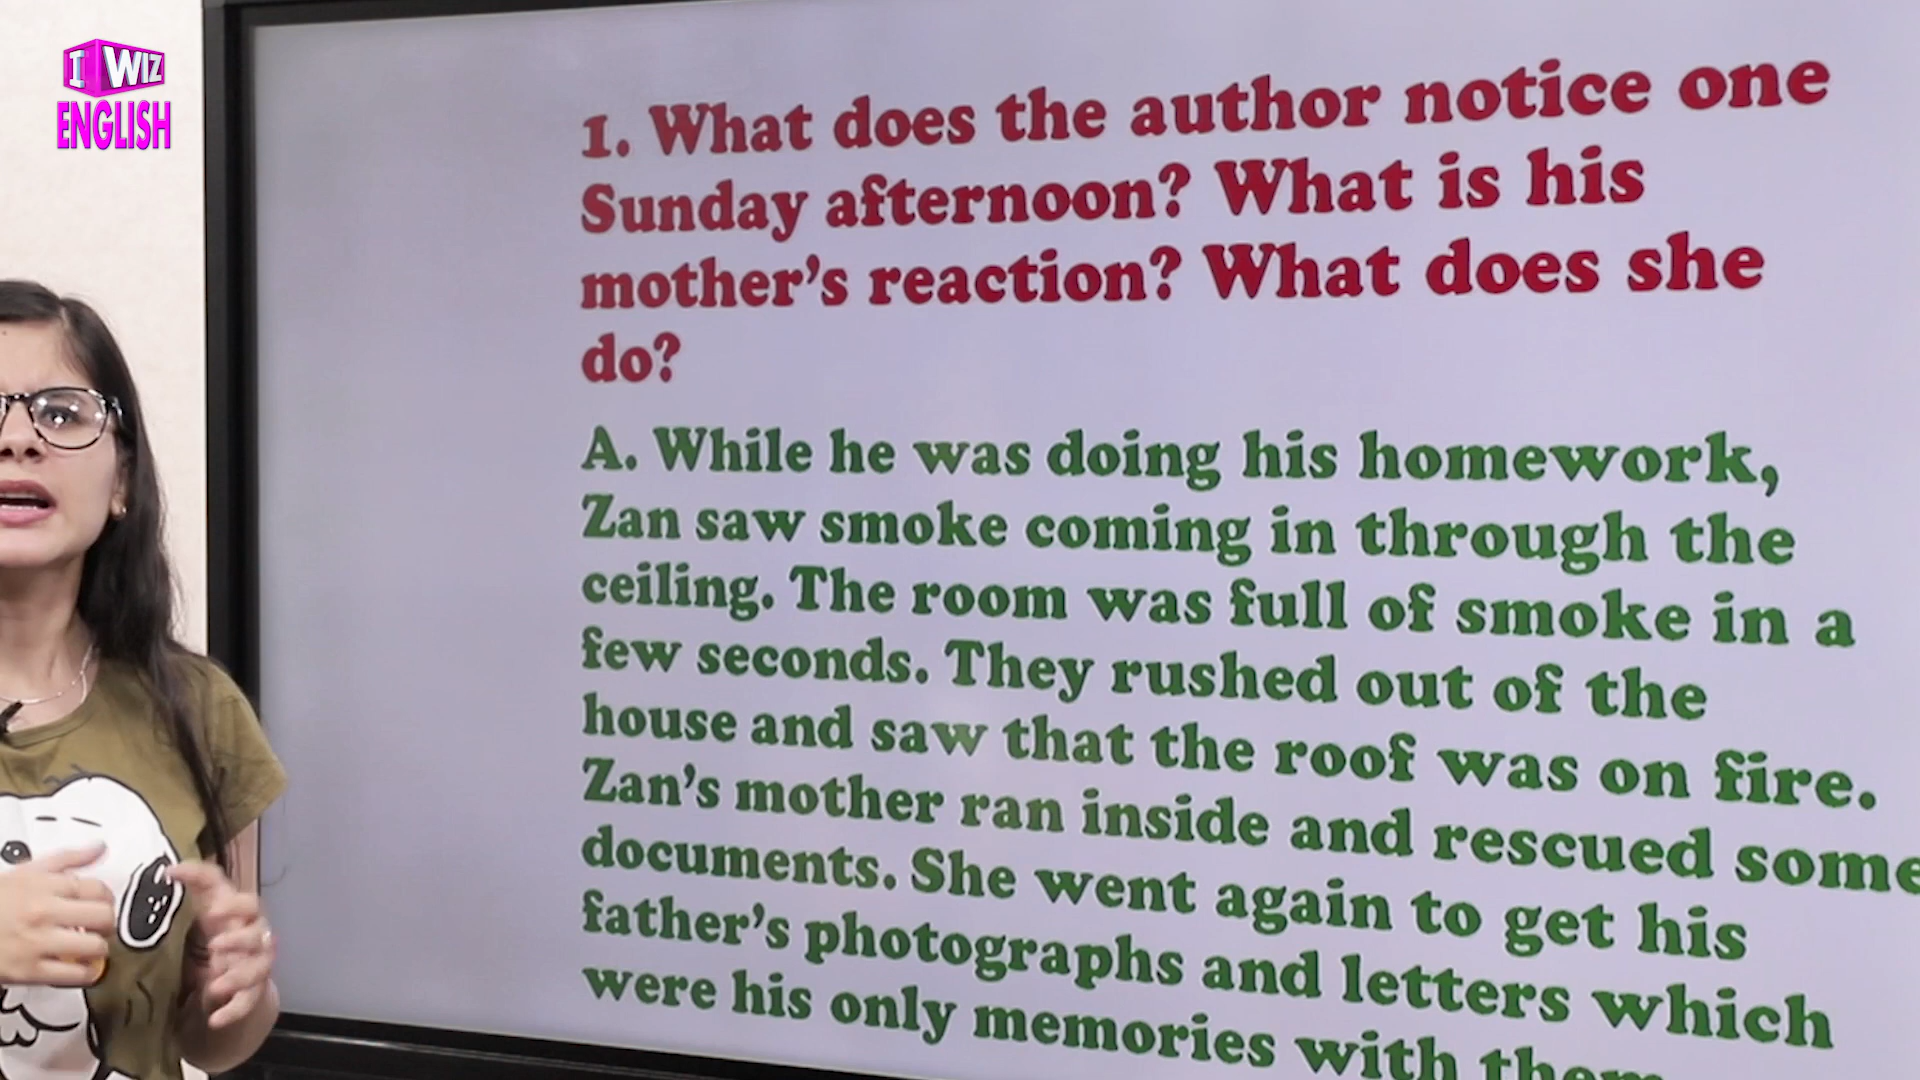 I WIZ
ENGLISH
1. What does the author notice one
Sunday afternoon? What is his
mother's reaction? What does she
do?
A. While he was doing his homework,
Zan saw smoke coming in through the
ceiling. The room was full of smoke in a
few seconds. They rushed out of the
house and saw that the roof was on fire.
Zan's mother ran inside and rescued some
documents. She went again to get his
father's photographs and letters which
were his only memories with them